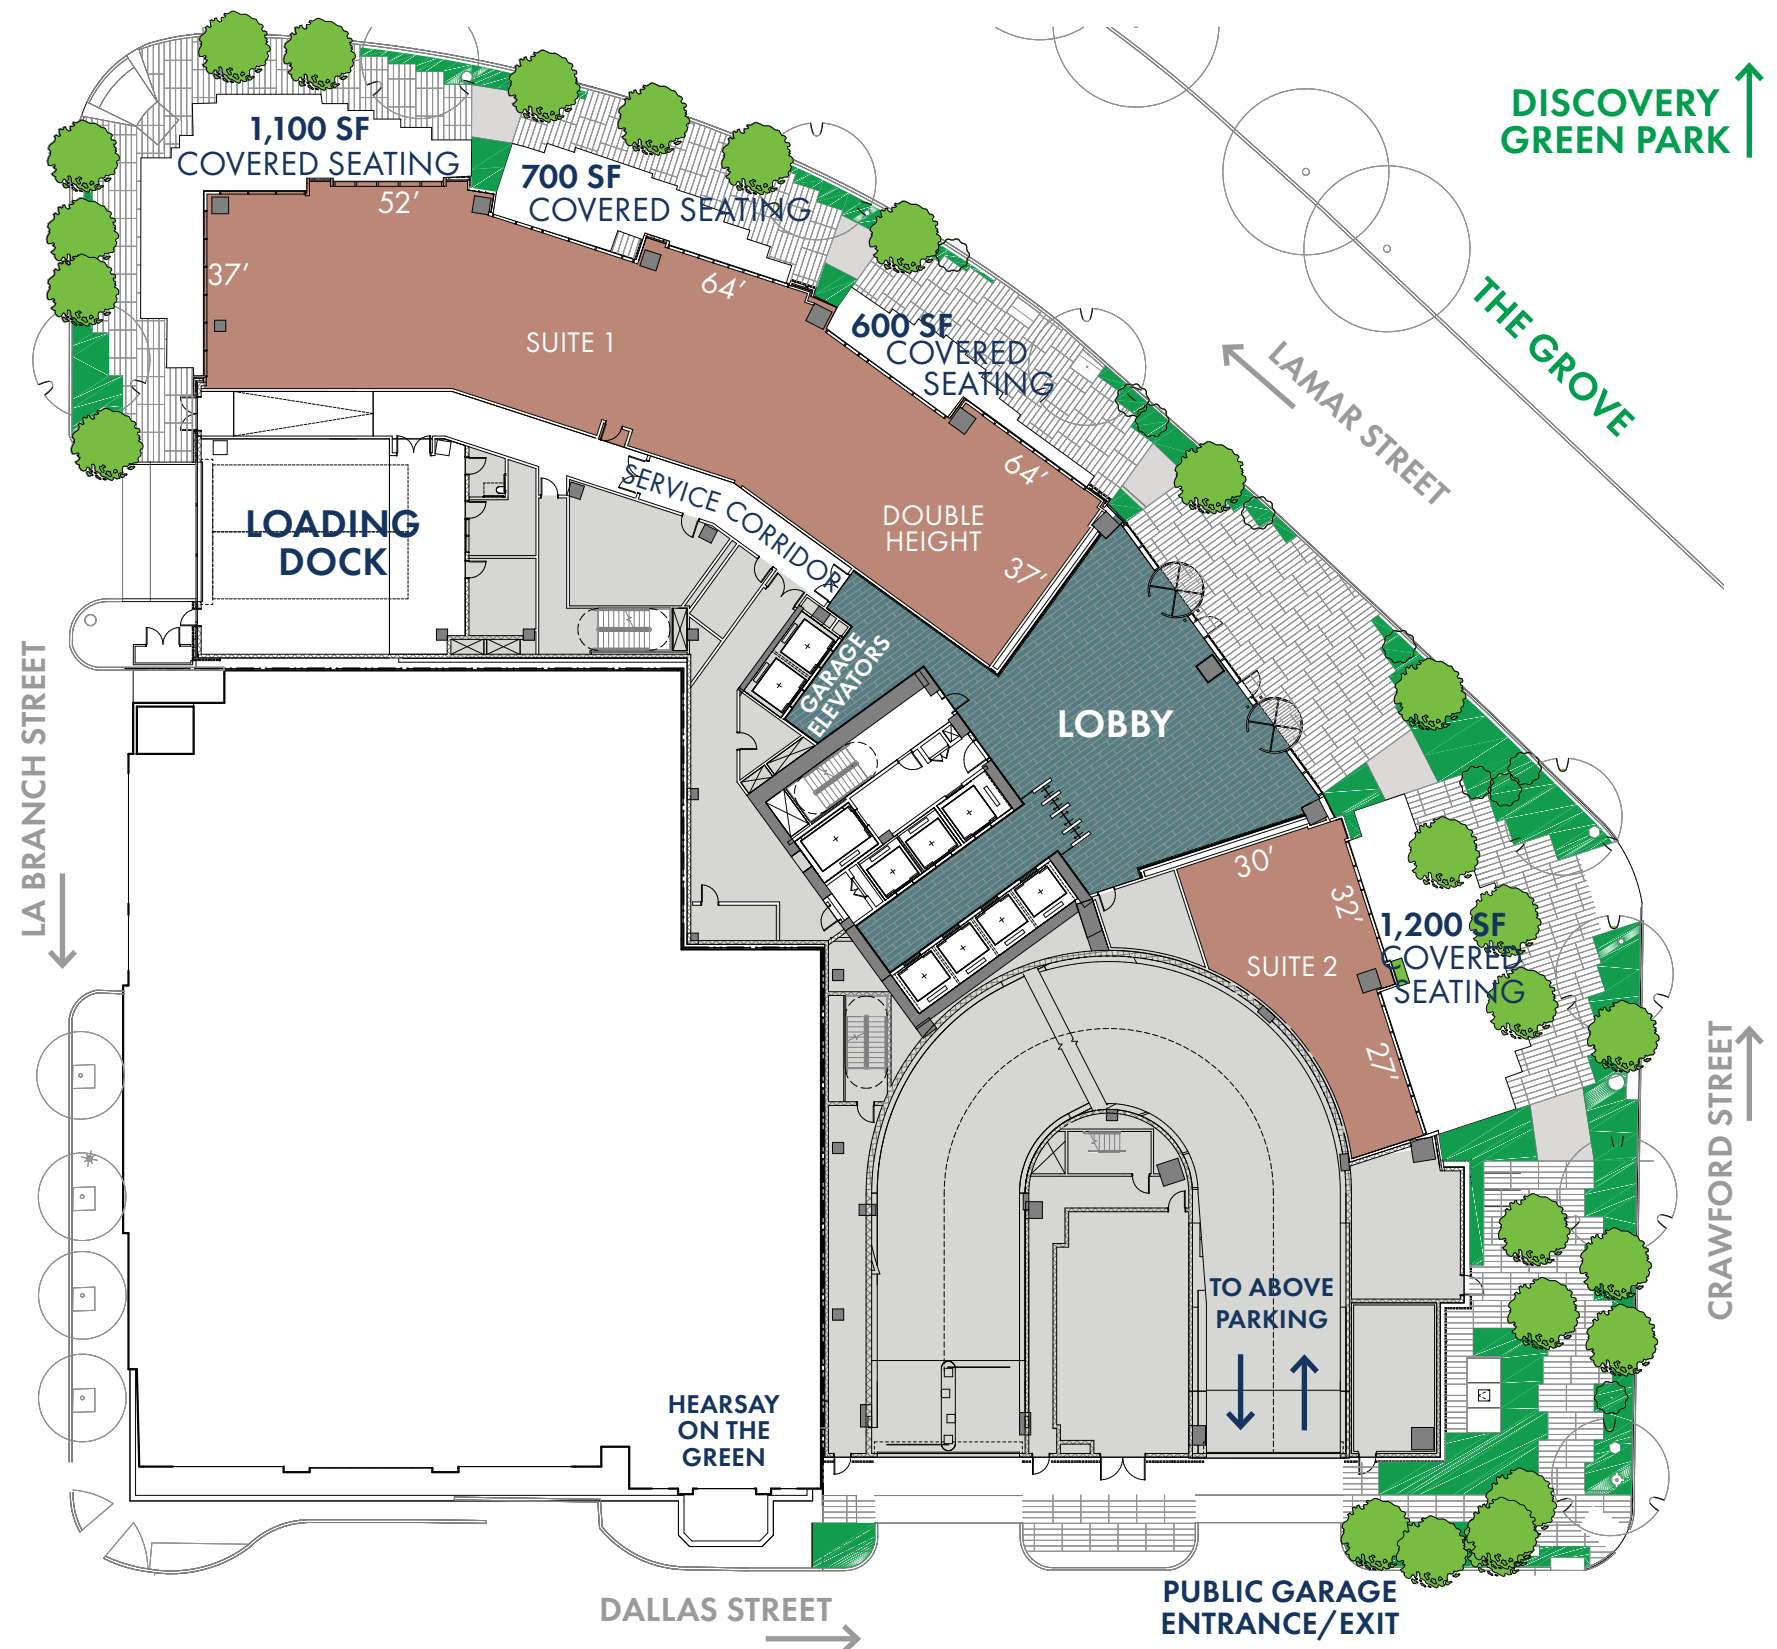 DISCOVERY
GREEN PARK
1,100 SF
COVERED SEATING
700 SF
COVERED SEATING
52'
37'
64'
SUITE 1
600 SF
COVERED
SEATING
THE GROVE
LAMAR STREET
64'
SERVICE CORRIDOR
DOUBLE
HEIGHT
37'
LOADING
DOCK
GARAGE
ELEVATORS
LOBBY
LA BRANCH STREET
30'
32'
1,200 SF
COVERED
SEATING
SUITE 2
27'
CRAWFORD STREET
TO ABOVE
PARKING
HEARSAY
ON THE
GREEN
DALLAS STREET
PUBLIC GARAGE
ENTRANCE/EXIT